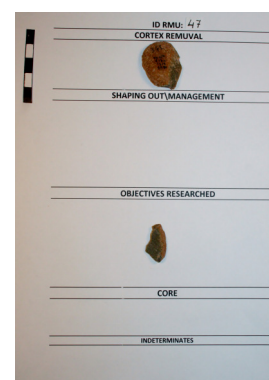 ID RMU: 47
CORTEX REMUVAL
SHAPING OUT\MANAGEMENT
OBJECTIVES RESEARCHED
CORE
INDETERMINATES